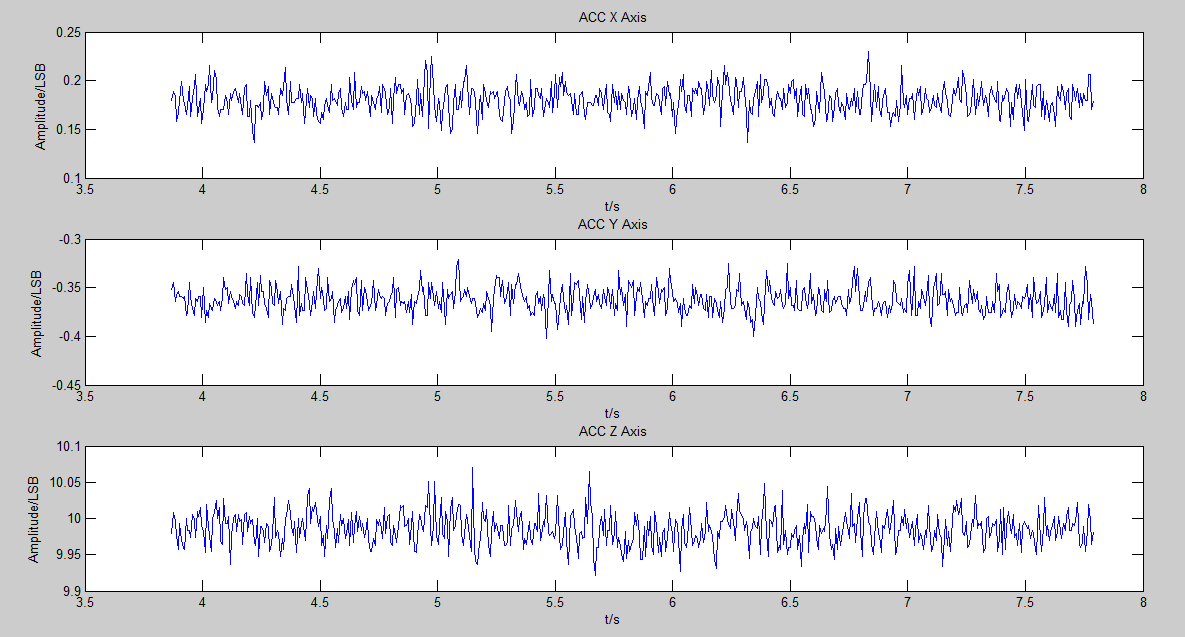 ACC X Axis
0.25
0.2
0.15
0.1
Amplitude/LSB
3.5 4 4.5 5 5.5 6 6.5 7 7.5 8
t/s
ACC Y Axis
-0.3
-0.35
-0.4
-0.45
Amplitude/LSB
3.5 4 4.5 5 5.5 6 6.5 7 7.5 8
t/s
ACC Z Axis
10.1
10.05
10
9.95
9.9
Amplitude/LSB
3.5 4 4.5 5 5.5 6 6.5 7 7.5 8
t/s